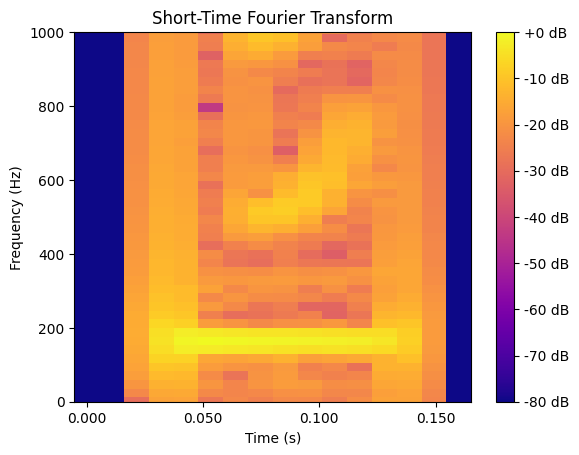 Short-Time Fourier Transform
1000
800
600
400
200
0
Frequency (Hz)
0.000
0.050
0.100
0.150
Time (s)
+0 dB
-10 dB
-20 dB
-30 dB
-40 dB
-50 dB
-60 dB
-70 dB
-80 dB